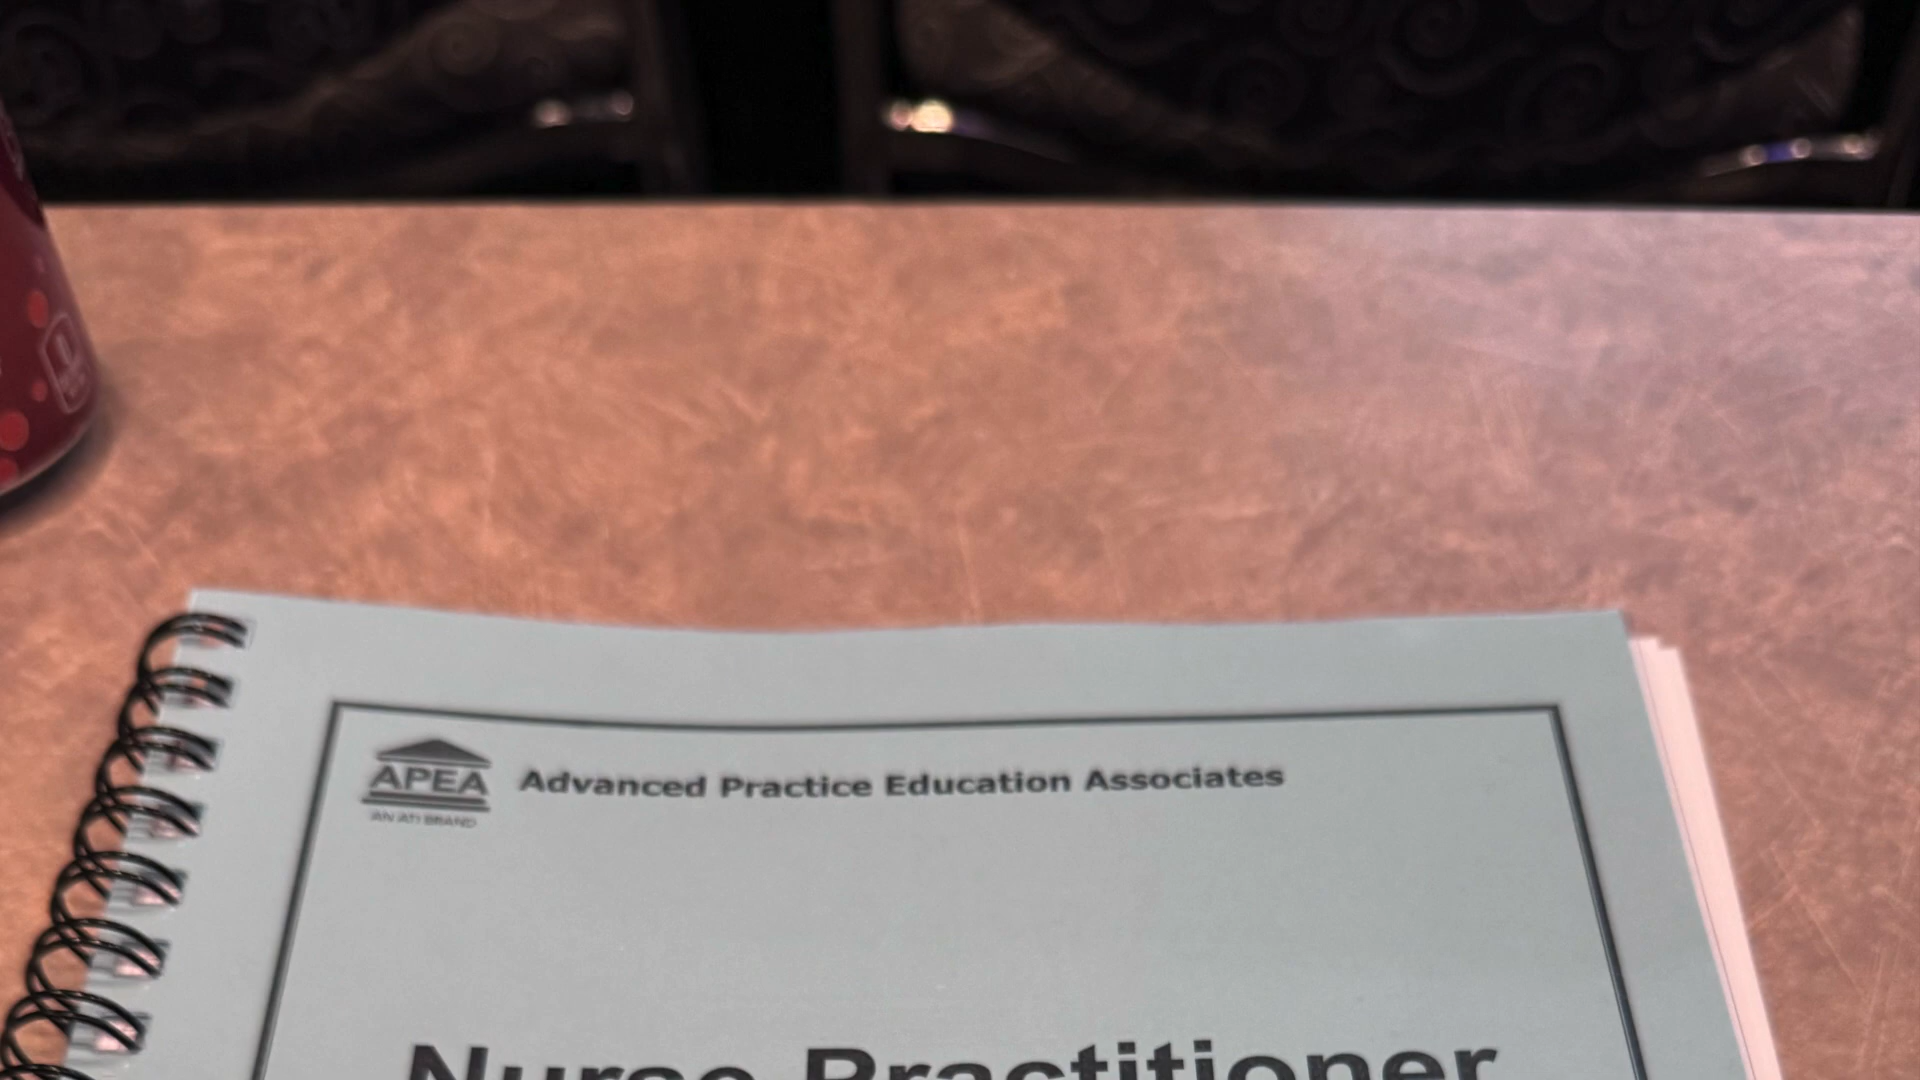 APEA
AN ATI BRAND
Advanced Practice Education Associates
Nurse Practitioner